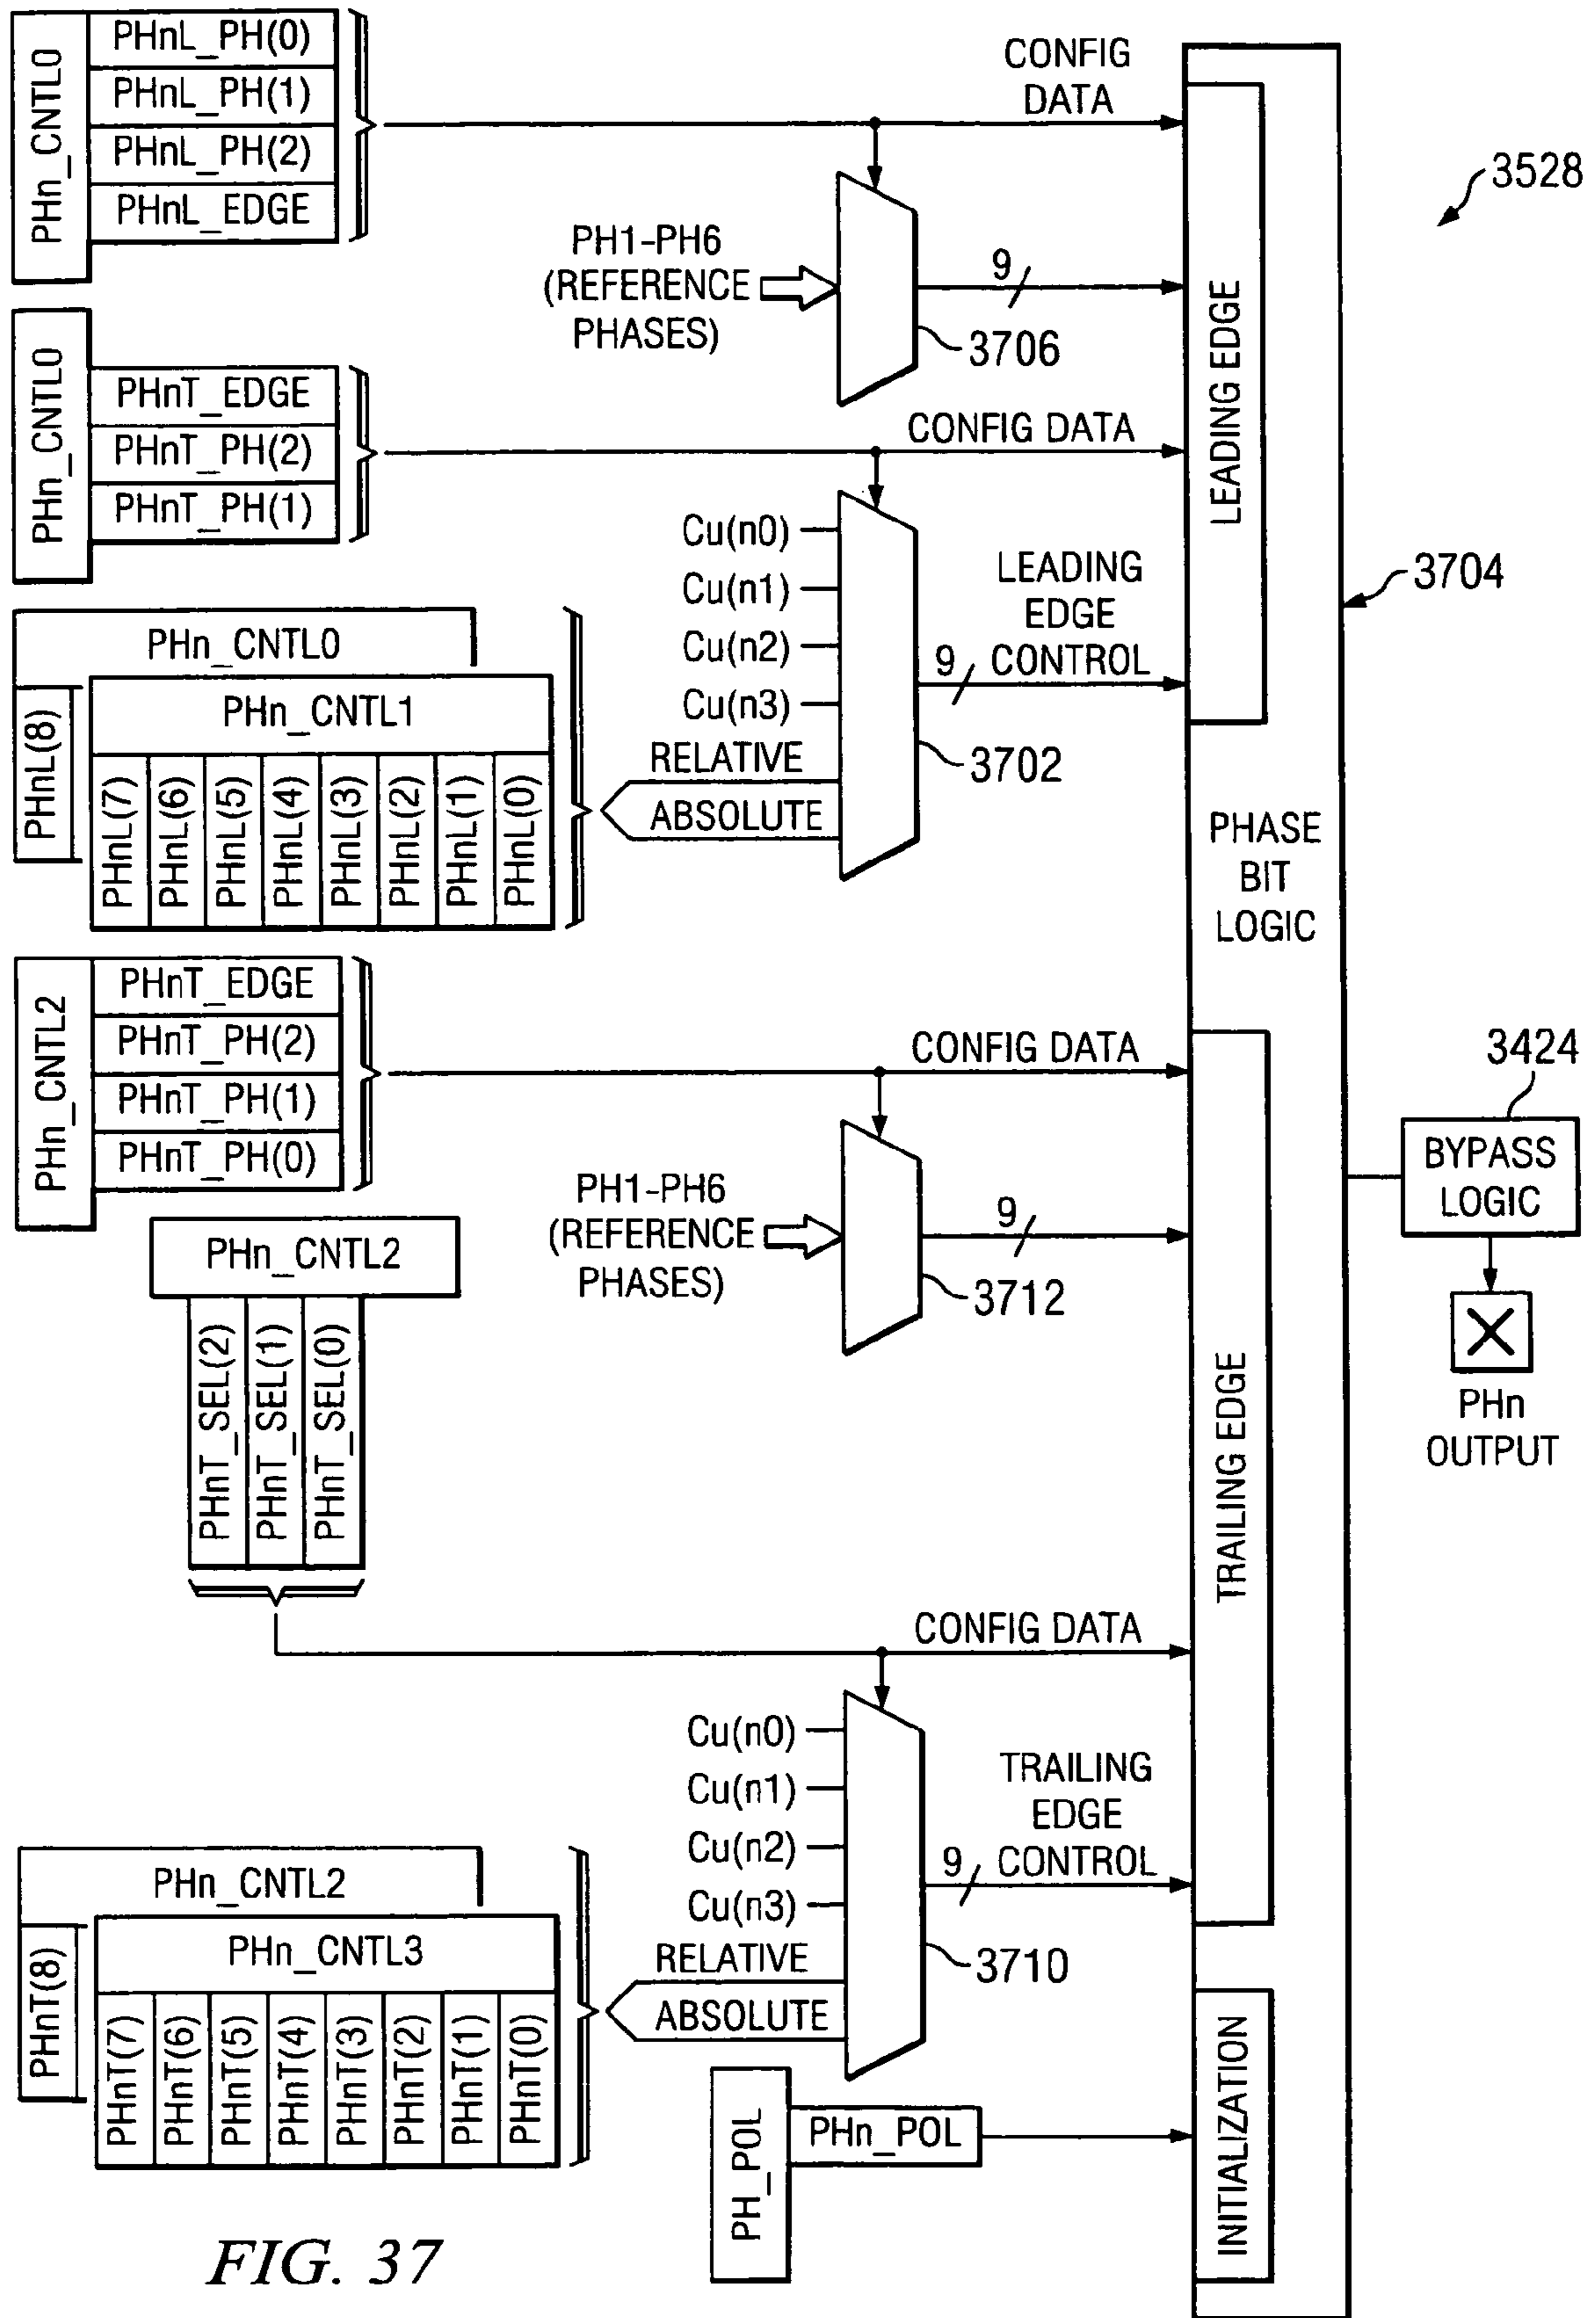 PHn_CNTL0
PHnL_PH(0)
PHnL_PH(1)
PHnL_PH(2)
PHnL_EDGE
CONFIG
DATA
3528
PH1-PH6
(REFERENCE
PHASES)
9
3706
LEADING EDGE
PHn_CNTL0
PHnT_EDGE
PHnT_PH(2)
PHnT_PH(1)
CONFIG DATA
Cu(n0)
Cu(n1)
Cu(n2)
Cu(n3)
LEADING
EDGE
CONTROL
9
3704
3702
RELATIVE
ABSOLUTE
PHn_CNTL0
PHn_CNTL1
PHnL(8)
PHnL(7)
PHnL(6)
PHnL(5)
PHnL(4)
PHnL(3)
PHnL(2)
PHnL(1)
PHnL(0)
PHASE
BIT
LOGIC
PHn_CNTL2
PHnT_EDGE
PHnT_PH(2)
PHnT_PH(1)
PHnT_PH(0)
CONFIG DATA
PH1-PH6
(REFERENCE
PHASES)
9
3712
3424
BYPASS
LOGIC
PHn
OUTPUT
PHn_CNTL2
PHnT_SEL(2)
PHnT_SEL(1)
PHnT_SEL(0)
TRAILING EDGE
CONFIG DATA
Cu(n0)
Cu(n1)
Cu(n2)
Cu(n3)
TRAILING
EDGE
CONTROL
9
3710
RELATIVE
ABSOLUTE
PHn_CNTL2
PHn_CNTL3
PHnT(8)
PHnT(7)
PHnT(6)
PHnT(5)
PHnT(4)
PHnT(3)
PHnT(2)
PHnT(1)
PHnT(0)
PH_POL
PHn_POL
INITIALIZATION
FIG. 37